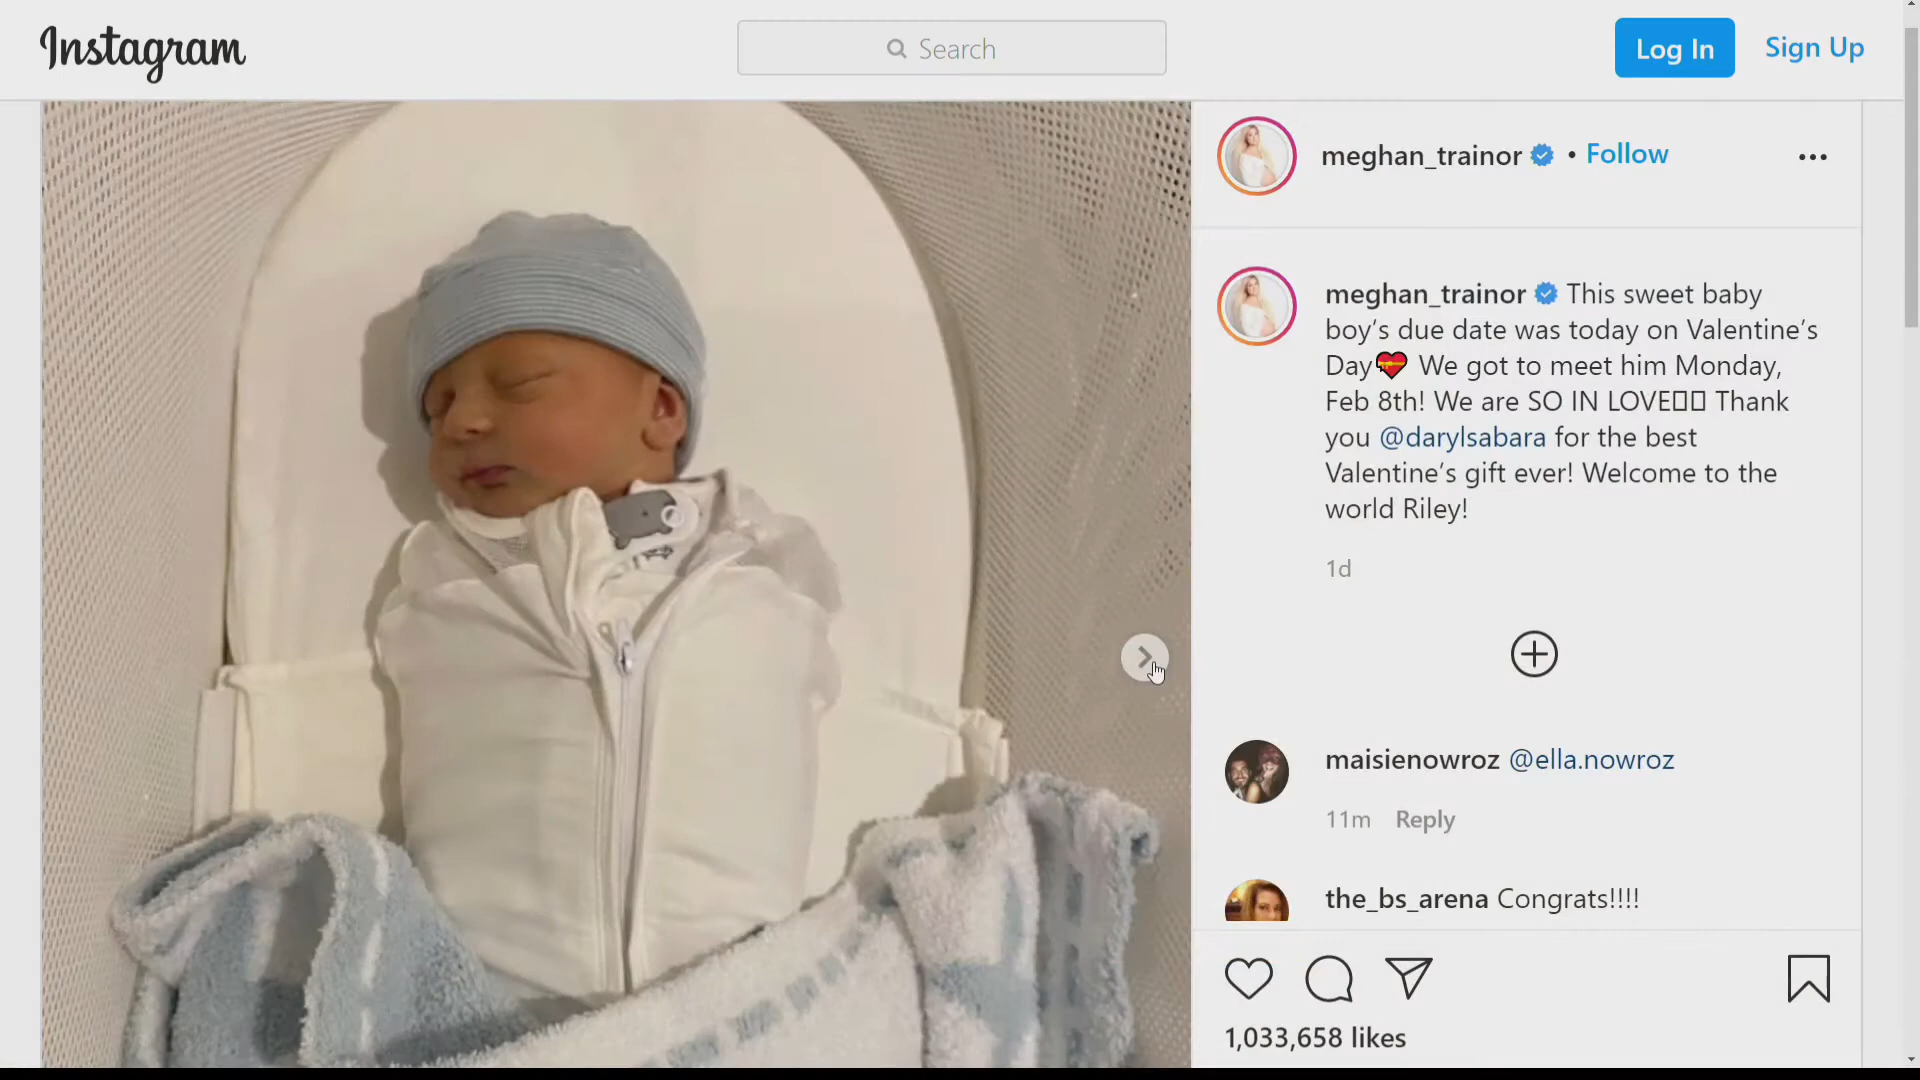 Instagram
Search
Log In
Sign Up
meghan_trainor • Follow
meghan_trainor This sweet baby
boy’s due date was today on Valentine’s
Day💝 We got to meet him Monday,
Feb 8th! We are SO IN LOVE▯▯ Thank
you @darylsabara for the best
Valentine’s gift ever! Welcome to the
world Riley!
1d
maisienowroz @ella.nowroz
11m Reply
the_bs_arena Congrats!!!!
1,033,658 likes